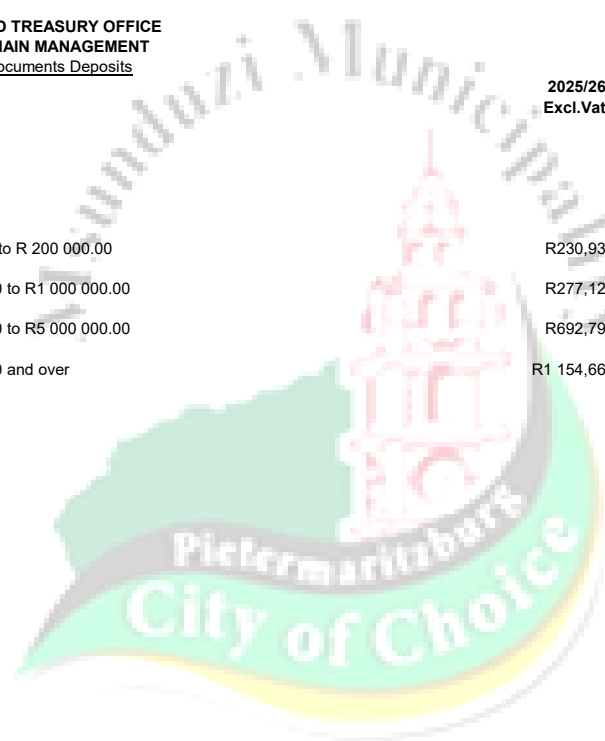 D TREASURY OFFICE
HAIN MANAGEMENT
ocuments Deposits
2025/26
Excl.Vat
to R 200 000.00 R230,93
0 to R1 000 000.00 R277,12
0 to R5 000 000.00 R692,79
0 and over R1 154,66
Msunduzi Municipality
Pietermaritzburg
City of Choice